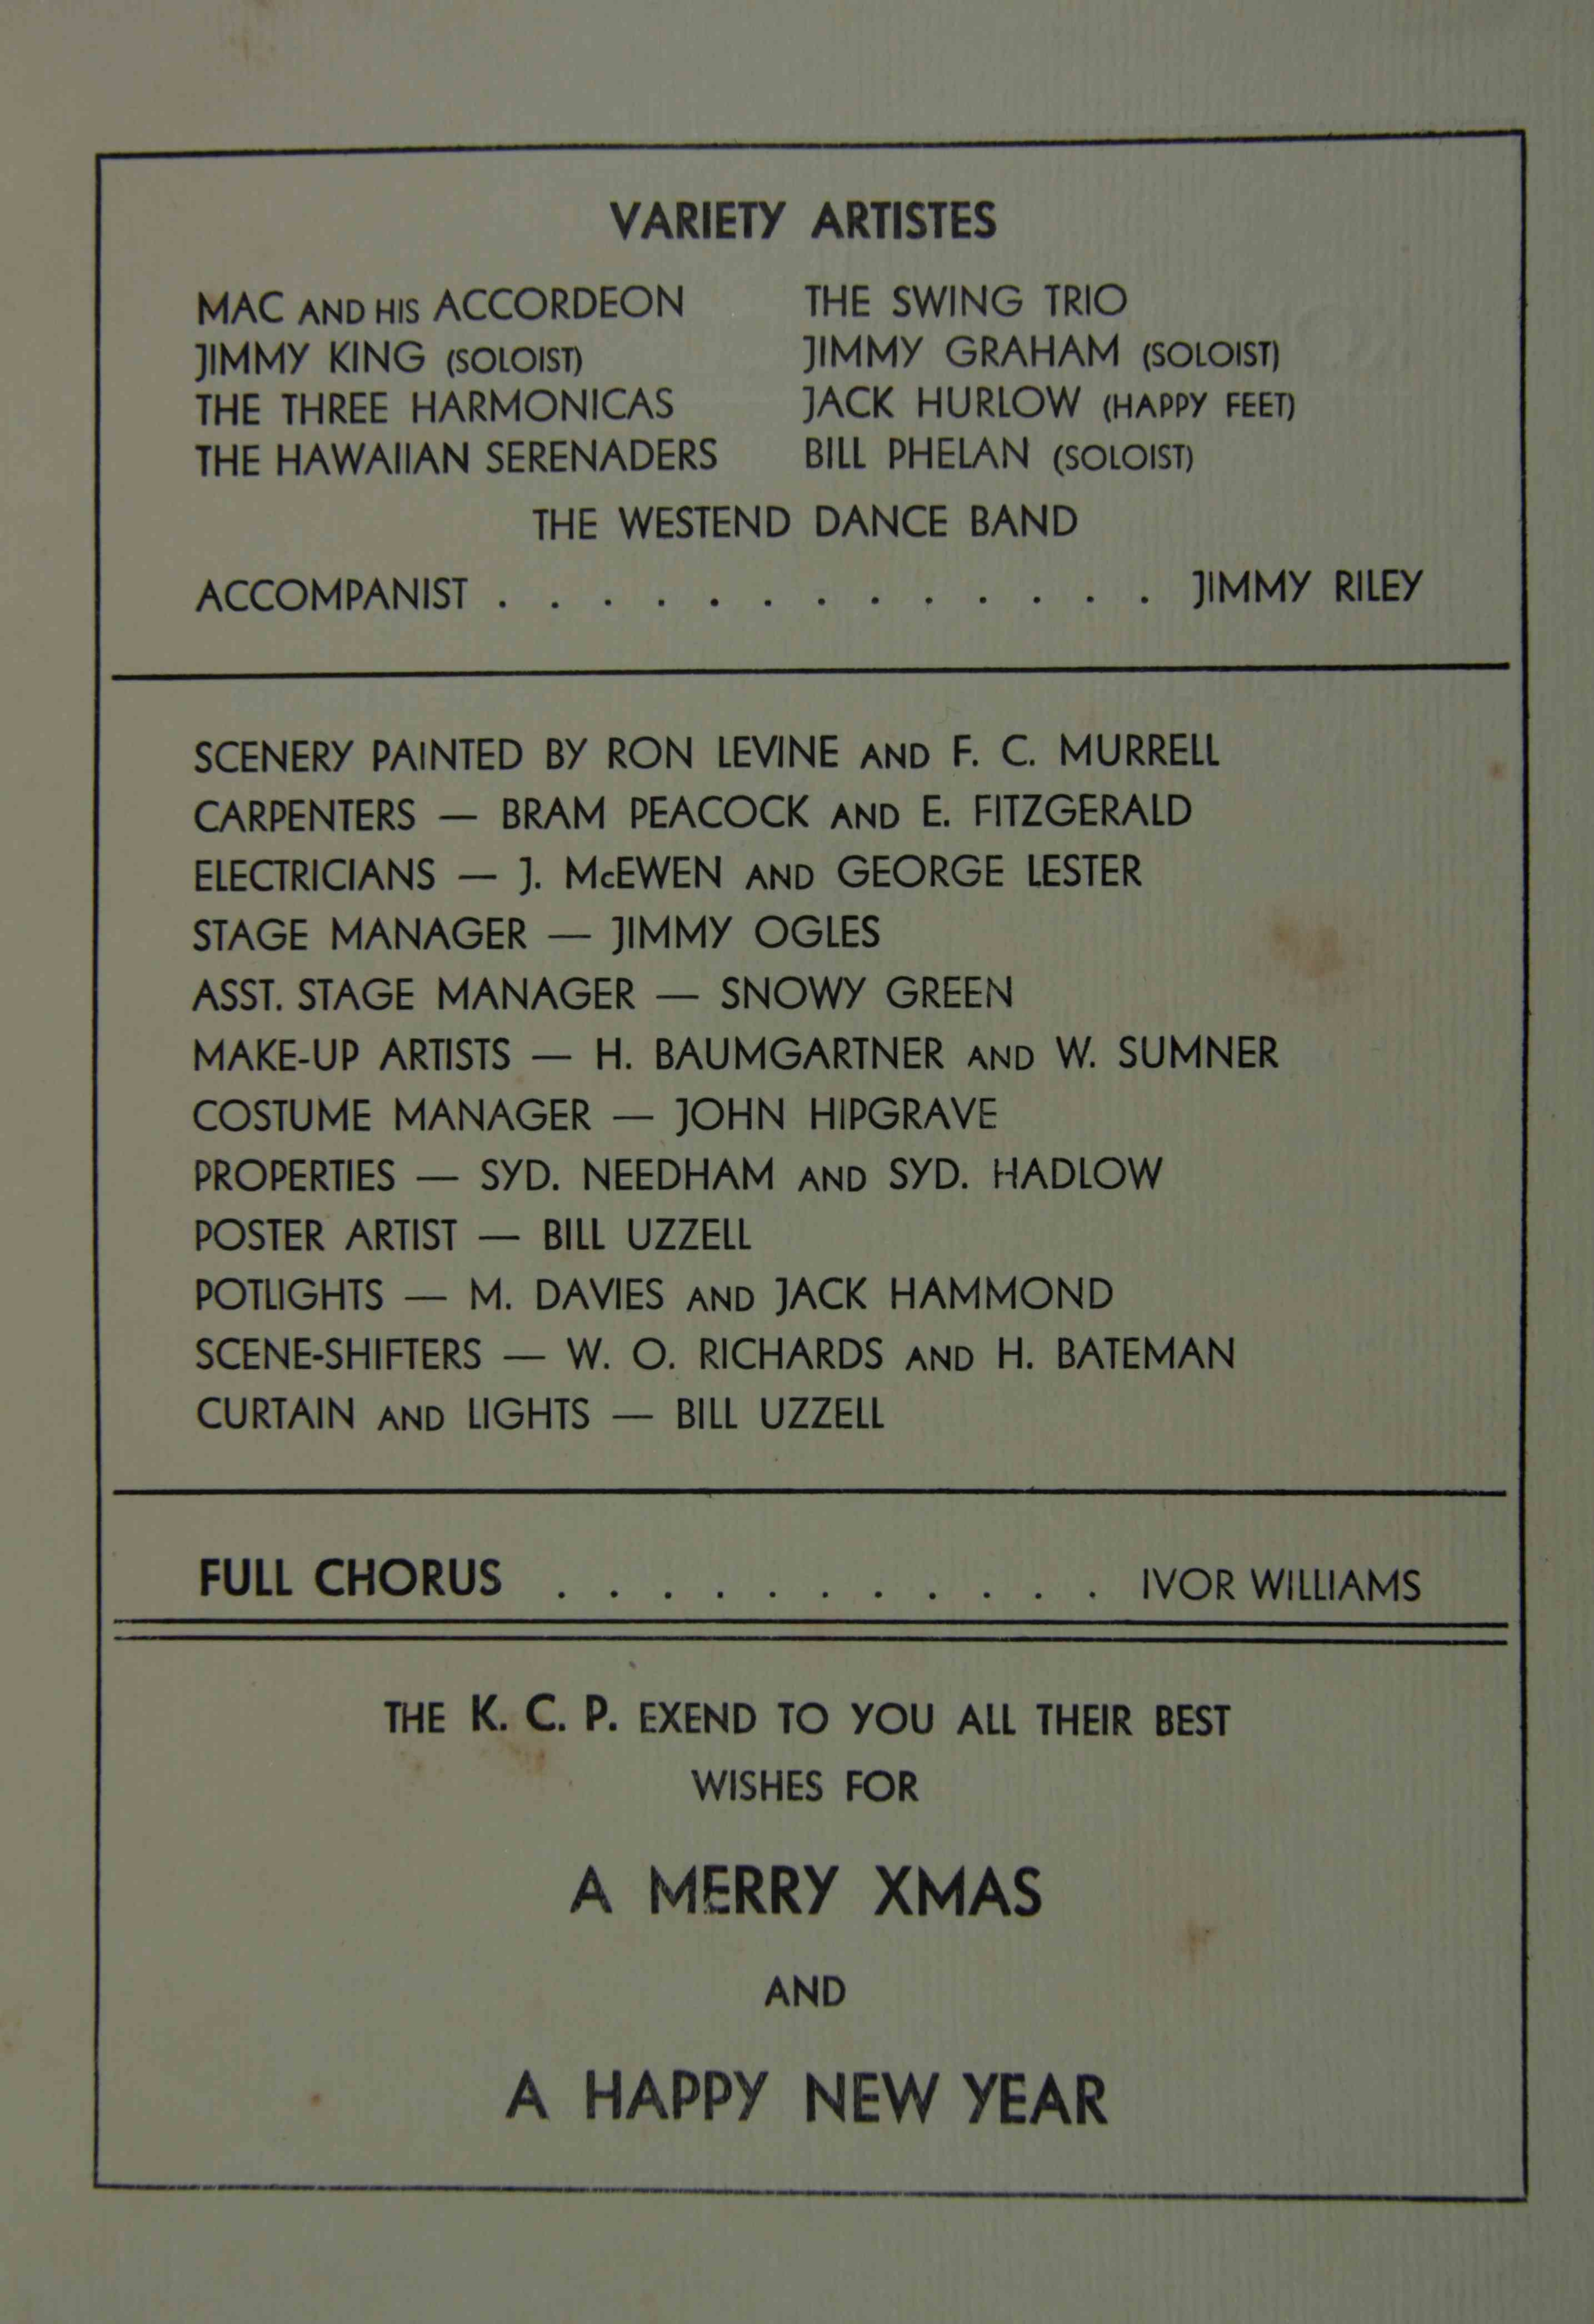 VARIETY ARTISTES
MAC AND HIS ACCORDEON
JIMMY KING (SOLOIST)
THE THREE HARMONICAS
THE HAWAIIAN SERENADERS
THE SWING TRIO
JIMMY GRAHAM (SOLOIST)
JACK HURLOW (HAPPY FEET)
BILL PHELAN (SOLOIST)
THE WESTEND DANCE BAND
ACCOMPANIST . . . . . . . . . . . . . JIMMY RILEY
SCENERY PAINTED BY RON LEVINE AND F. C. MURRELL
CARPENTERS — BRAM PEACOCK AND E. FITZGERALD
ELECTRICIANS — J. McEWEN AND GEORGE LESTER
STAGE MANAGER — JIMMY OGLES
ASST. STAGE MANAGER — SNOWY GREEN
MAKE-UP ARTISTS — H. BAUMGARTNER AND W. SUMNER
COSTUME MANAGER — JOHN HIPGRAVE
PROPERTIES — SYD. NEEDHAM AND SYD. HADLOW
POSTER ARTIST — BILL UZZELL
POTLIGHTS — M. DAVIES AND JACK HAMMOND
SCENE-SHIFTERS — W. O. RICHARDS AND H. BATEMAN
CURTAIN AND LIGHTS — BILL UZZELL
FULL CHORUS . . . . . . . . . . . IVOR WILLIAMS
THE K. C. P. EXEND TO YOU ALL THEIR BEST
WISHES FOR
A MERRY XMAS
AND
A HAPPY NEW YEAR